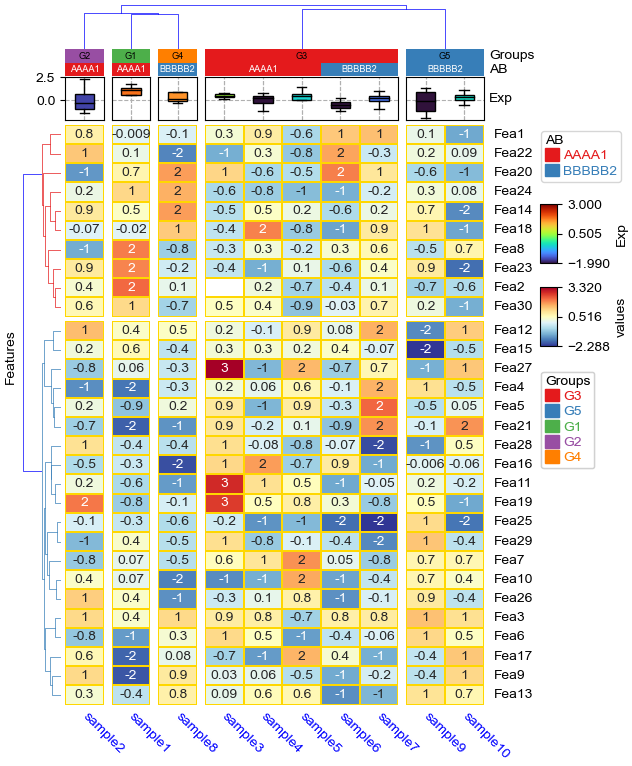 G2 G1 G4 G3 G5 Groups
AAAA1 AAAA1 BBBBB2 AAAA1 BBBBB2 BBBBB2 AB
2.5
0.0
Exp
0.8 -0.009 -0.1 0.3 0.9 -0.6 1 1 0.1 -1 Fea1
1 0.1 -2 -1 0.3 -0.8 2 -0.3 0.2 0.09 Fea22
-1 0.7 2 1 -0.6 -0.5 2 1 -0.6 -1 Fea20
0.2 1 2 -0.6 -0.8 -1 -1 -0.2 0.3 0.08 Fea24
0.9 0.5 2 -0.5 0.5 0.2 -0.6 0.2 0.7 -2 Fea14
-0.07 -0.02 1 -0.4 2 -0.8 -1 0.9 1 -0.6 Fea18
-1 2 -0.8 -0.3 0.3 -0.2 0.3 0.6 -0.5 0.7 Fea8
0.9 2 -0.2 -0.4 -1 0.1 -0.6 0.4 0.9 -2 Fea23
0.4 2 0.1 0.2 -0.7 -0.4 0.1 -0.7 -0.6 Fea2
0.6 1 -0.7 0.5 0.4 -0.9 -0.03 0.7 0.2 -1 Fea30
1 0.4 0.5 0.2 -0.1 0.9 0.08 2 -2 1 Fea12
0.2 0.6 -0.4 0.3 0.3 0.2 0.4 -0.07 -2 -0.5 Fea15
-0.8 0.06 -0.3 3 -1 2 -0.7 0.7 -1 1 Fea27
-1 -2 -0.3 0.2 0.06 0.6 -0.1 2 1 -0.5 Fea4
0.2 -0.9 0.2 0.9 -1 0.9 -0.3 2 -0.5 0.05 Fea5
-0.7 -2 -1 0.9 -0.2 0.1 -0.9 2 -0.1 2 Fea21
1 -0.4 -0.4 1 -0.08 -0.8 -0.07 -2 -1 0.5 Fea28
-0.5 -0.3 -2 1 2 -0.7 0.9 -1 -0.006 -0.06 Fea16
0.2 -0.6 -1 3 1 0.5 -1 -0.05 0.2 -0.2 Fea11
2 -0.8 -0.1 3 0.5 0.8 0.3 -0.8 0.5 -1 Fea19
-0.1 -0.3 -0.6 -0.2 -1 -1 -2 -2 1 -2 Fea25
-1 0.4 -0.5 1 -0.8 -0.1 -0.4 -2 1 -0.4 Fea29
-0.8 0.07 -0.5 0.6 1 2 0.05 -0.8 0.7 0.7 Fea7
0.4 0.07 -2 -1 -1 2 -1 -0.4 0.7 0.4 Fea10
1 0.4 -1 -0.3 0.1 0.8 -1 -0.1 0.9 -0.4 Fea26
1 0.4 1 0.9 0.8 -0.7 0.8 0.8 1 1 Fea3
-0.8 -1 0.3 1 0.5 -1 -0.4 -0.06 1 0.5 Fea6
0.6 -2 0.08 -0.7 -1 2 0.4 -1 -0.4 1 Fea17
1 -2 0.9 0.03 0.06 -0.5 -1 -0.2 -0.4 1 Fea9
0.3 -0.4 0.8 0.09 0.6 0.6 -1 -1 1 0.7 Fea13
sample2 sample1 sample8 sample3 sample4 sample5 sample6 sample7 sample9 sample10
Features
AB
AAAA1
BBBBB2
3.000
0.505
−1.990
Exp
3.320
0.516
−2.288
values
Groups
G3
G5
G1
G2
G4